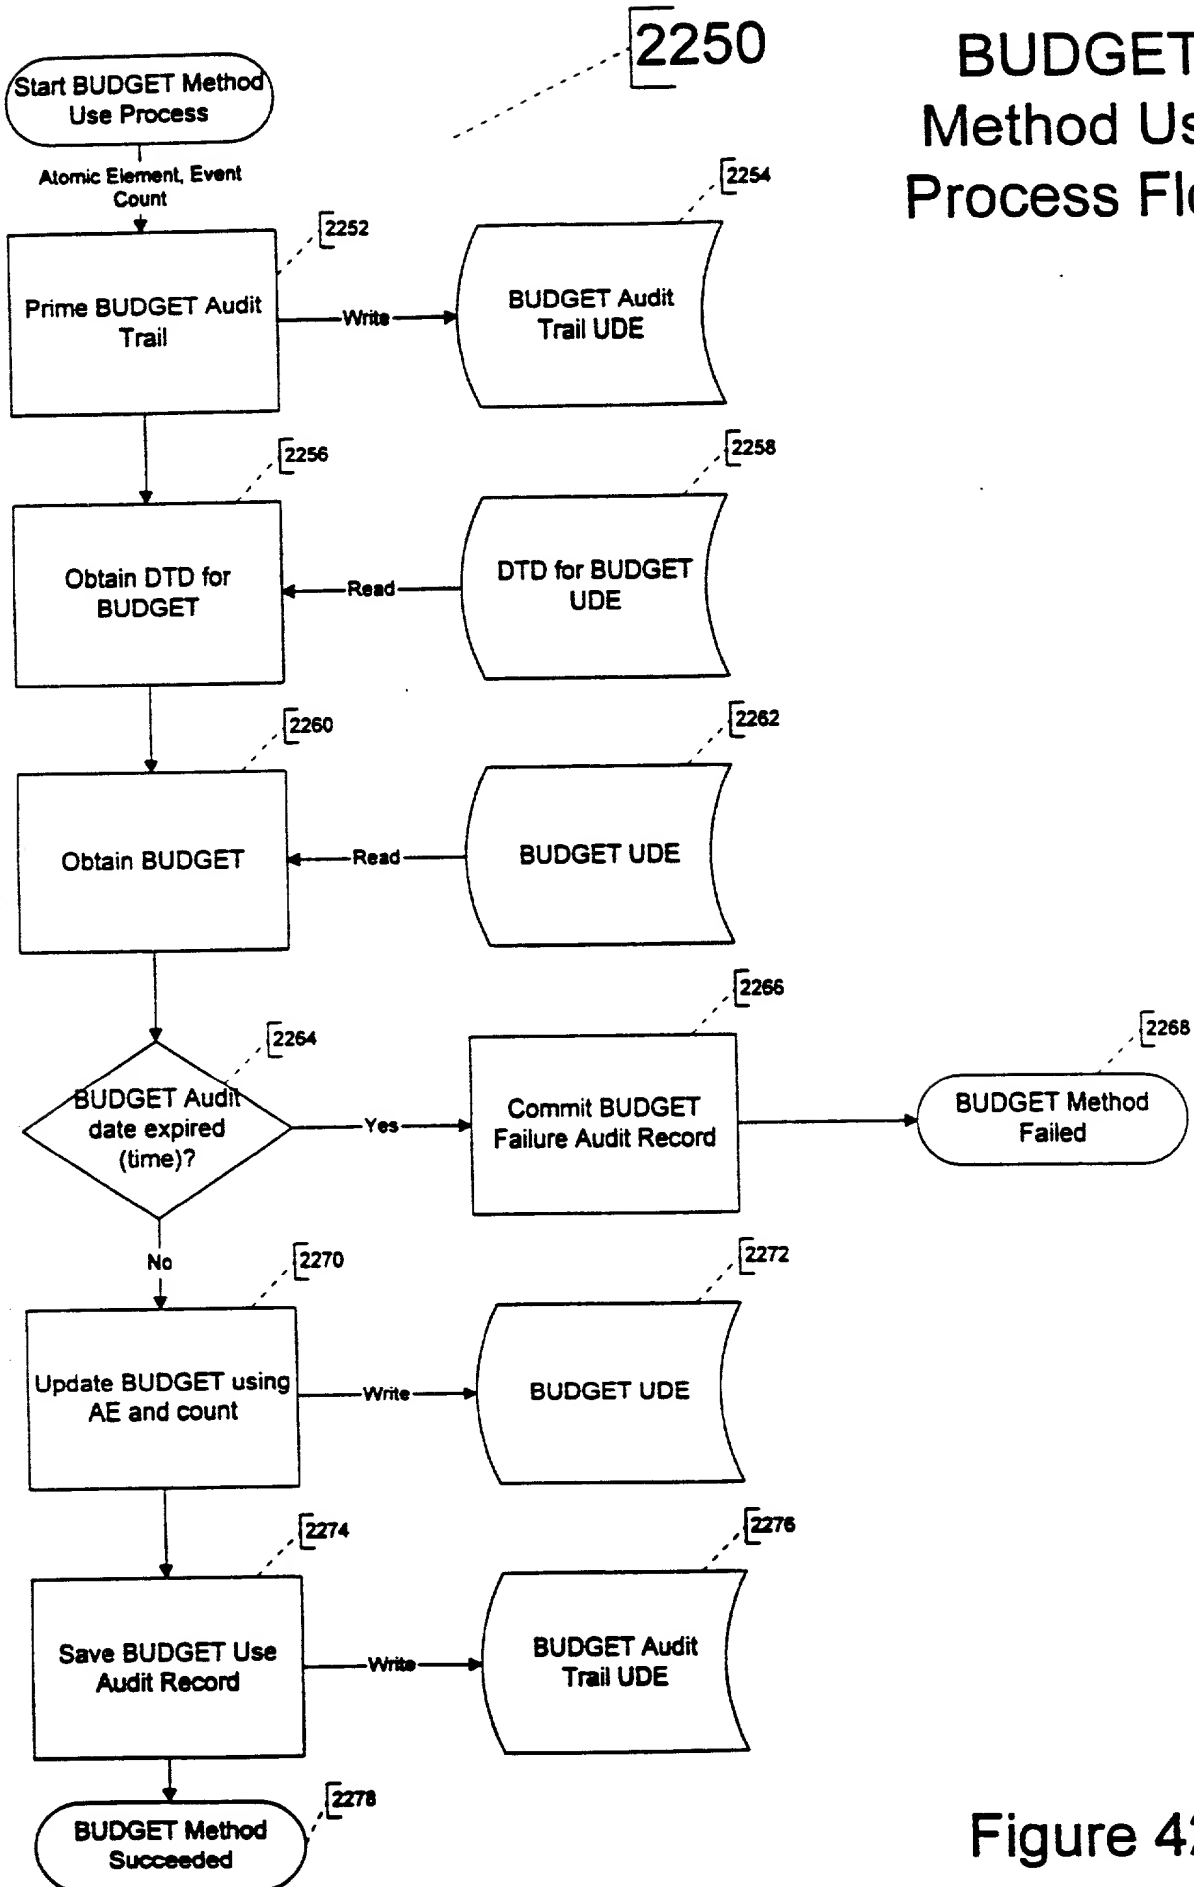 2250
BUDGET
Method Us
Process Flo
Start BUDGET Method
Use Process
Atomic Element, Event
Count
2252
Prime BUDGET Audit
Trail
Write
2254
BUDGET Audit
Trail UDE
2256
Obtain DTD for
BUDGET
Read
2258
DTD for BUDGET
UDE
2260
Obtain BUDGET
Read
2262
BUDGET UDE
2264
BUDGET Audit
date expired
(time)?
Yes
2266
Commit BUDGET
Failure Audit Record
2268
BUDGET Method
Failed
No
2270
Update BUDGET using
AE and count
Write
2272
BUDGET UDE
2274
Save BUDGET Use
Audit Record
Write
2276
BUDGET Audit
Trail UDE
2278
BUDGET Method
Succeeded
Figure 42